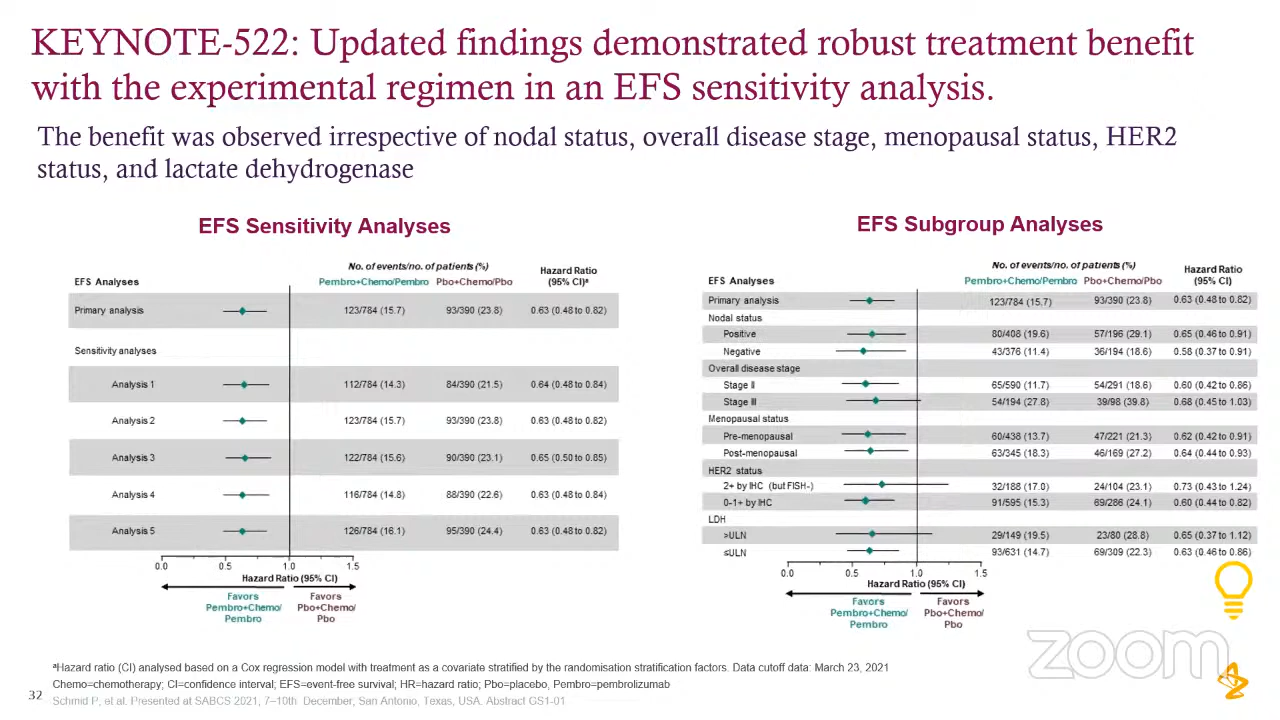 KEYNOTE-522: Updated findings demonstrated robust treatment benefit
with the experimental regimen in an EFS sensitivity analysis.
The benefit was observed irrespective of nodal status, overall disease stage, menopausal status, HER2
status, and lactate dehydrogenase
EFS Sensitivity Analyses
No. of events/no. of patients (%)
Hazard Ratio
EFS Analyses Pembro+Chemo/Pembro Pbo+Chemo/Pbo (95% CI)ᵃ
Primary analysis 123/784 (15.7) 93/390 (23.8) 0.63 (0.48 to 0.82)
Sensitivity analyses
Analysis 1 112/784 (14.3) 84/390 (21.5) 0.64 (0.48 to 0.84)
Analysis 2 123/784 (15.7) 93/390 (23.8) 0.63 (0.48 to 0.82)
Analysis 3 122/784 (15.6) 90/390 (23.1) 0.65 (0.50 to 0.85)
Analysis 4 116/784 (14.8) 88/390 (22.6) 0.63 (0.48 to 0.84)
Analysis 5 126/784 (16.1) 95/390 (24.4) 0.63 (0.48 to 0.82)
0.0 0.5 1.0 1.5
Hazard Ratio (95% CI)
Favors Favors
Pembro+Chemo/ Pbo+Chemo/
Pembro Pbo
EFS Subgroup Analyses
No. of events/no. of patients (%)
Hazard Ratio
EFS Analyses Pembro+Chemo/Pembro Pbo+Chemo/Pbo (95% CI)
Primary analysis 123/784 (15.7) 93/390 (23.8) 0.63 (0.48 to 0.82)
Nodal status
Positive 80/408 (19.6) 57/196 (29.1) 0.65 (0.46 to 0.91)
Negative 43/376 (11.4) 36/194 (18.6) 0.58 (0.37 to 0.91)
Overall disease stage
Stage II 65/590 (11.7) 54/291 (18.6) 0.60 (0.42 to 0.86)
Stage III 54/194 (27.8) 39/98 (39.8) 0.68 (0.45 to 1.03)
Menopausal status
Pre-menopausal 60/438 (13.7) 47/221 (21.3) 0.62 (0.42 to 0.91)
Post-menopausal 63/345 (18.3) 46/169 (27.2) 0.64 (0.44 to 0.93)
HER2 status
2+ by IHC (but FISH-) 32/188 (17.0) 24/104 (23.1) 0.73 (0.43 to 1.24)
0-1+ by IHC 91/595 (15.3) 69/286 (24.1) 0.60 (0.44 to 0.82)
LDH
>ULN 29/149 (19.5) 23/80 (28.8) 0.65 (0.37 to 1.12)
≤ULN 93/631 (14.7) 69/309 (22.3) 0.63 (0.46 to 0.86)
0.0 0.5 1.0 1.5
Hazard Ratio (95% CI)
Favors Favors
Pembro+Chemo/ Pbo+Chemo/
Pembro Pbo
zoom
ᵃHazard ratio (CI) analysed based on a Cox regression model with treatment as a covariate stratified by the randomisation stratification factors. Data cutoff data: March 23, 2021
Chemo=chemotherapy; CI=confidence interval; EFS=event-free survival; HR=hazard ratio; Pbo=placebo, Pembro=pembrolizumab
32 Schmid P, et al. Presented at SABCS 2021, 7–10th December, San Antonio, Texas, USA. Abstract GS1-01